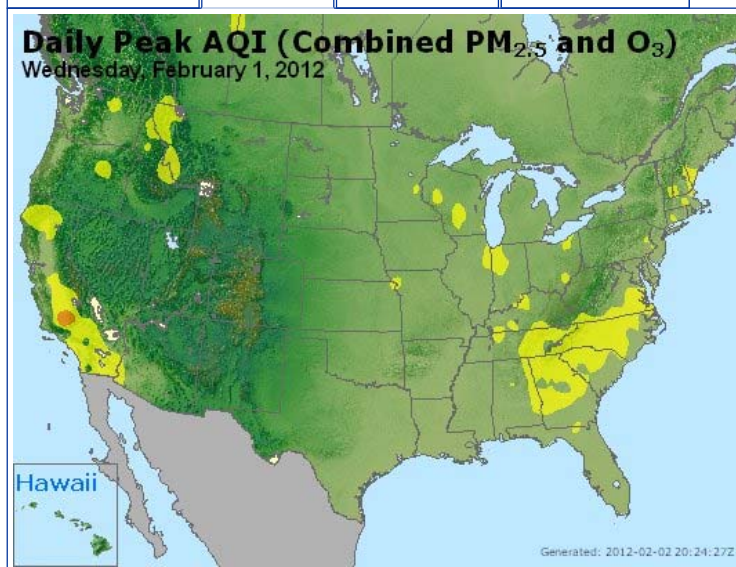 Daily Peak AQI (Combined PM₂.₅ and O₃)
Wednesday, February 1, 2012
Hawaii
Generated: 2012-02-02 20:24:27Z